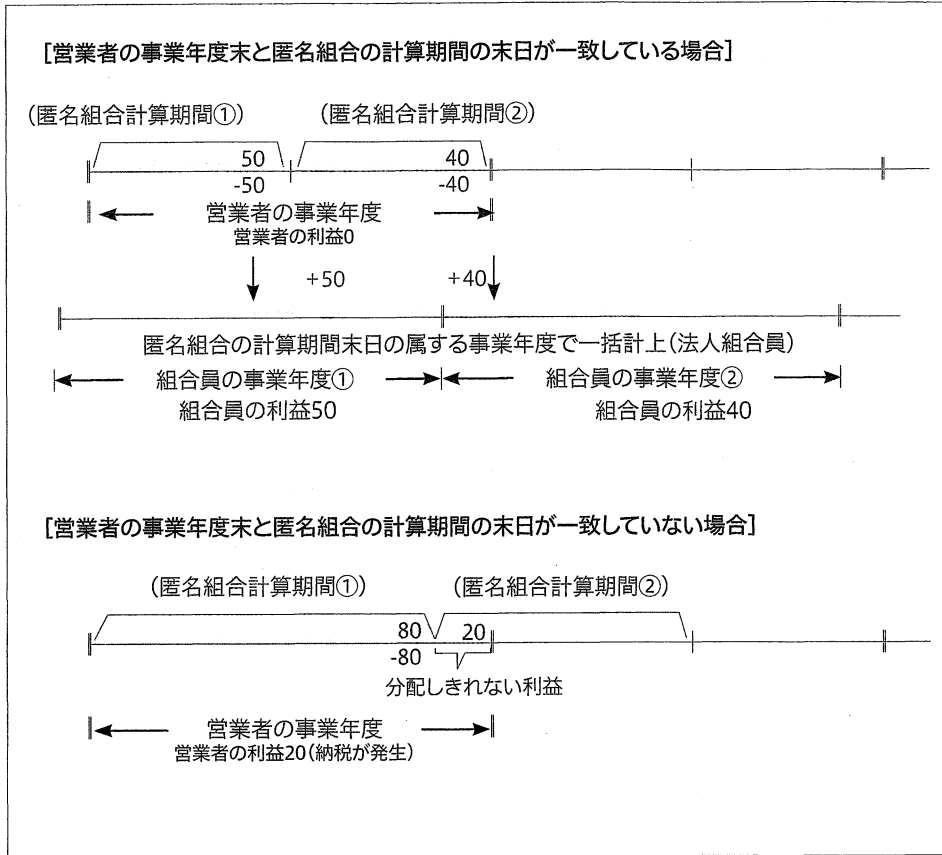 [営業者の事業年度末と匿名組合の計算期間の末日が一致している場合]
(匿名組合計算期間①) (匿名組合計算期間②)
50 40
-50 -40
営業者の事業年度
営業者の利益0
+50 +40
匿名組合の計算期間末日の属する事業年度で一括計上(法人組合員)
組合員の事業年度① 組合員の事業年度②
組合員の利益50 組合員の利益40
[営業者の事業年度末と匿名組合の計算期間の末日が一致していない場合]
(匿名組合計算期間①) (匿名組合計算期間②)
80 20
-80
分配しきれない利益
営業者の事業年度
営業者の利益20(納税が発生)